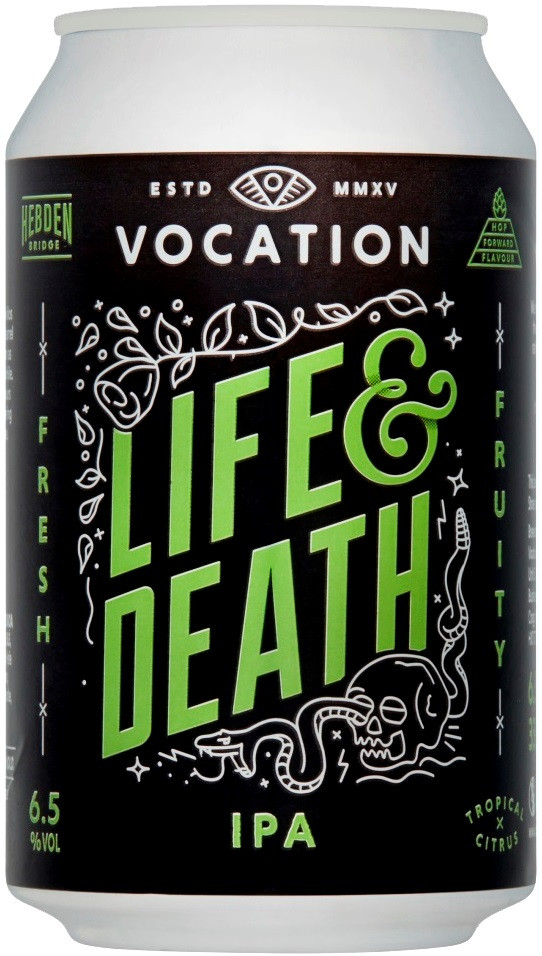 ESTD MMXV
VOCATION
HEBDEN
BRIDGE
HOP
FORWARD
FLAVOUR
LIFE &
DEATH
FRESH
FRUITY
6.5
%VOL
IPA
TROPICAL
X
CITRUS